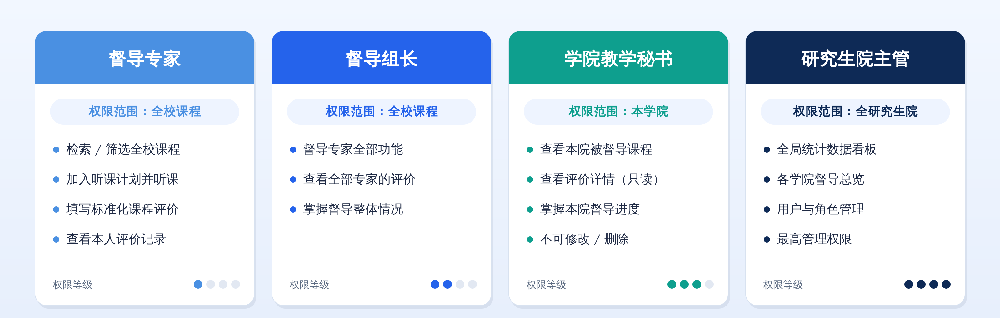 督导专家
权限范围：全校课程
检索 / 筛选全校课程
加入听课计划并听课
填写标准化课程评价
查看本人评价记录
权限等级
督导组长
权限范围：全校课程
督导专家全部功能
查看全部专家的评价
掌握督导整体情况
权限等级
学院教学秘书
权限范围：本学院
查看本院被督导课程
查看评价详情（只读）
掌握本院督导进度
不可修改 / 删除
权限等级
研究生院主管
权限范围：全研究生院
全局统计数据看板
各学院督导总览
用户与角色管理
最高管理权限
权限等级